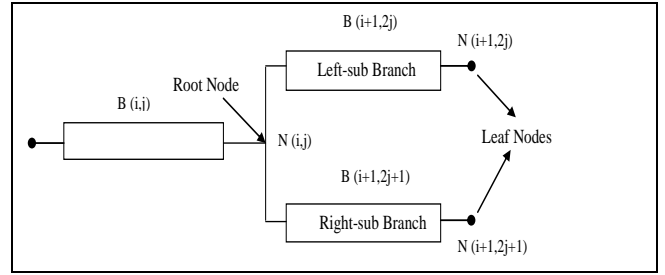 B (i+1,2j)
N (i+1,2j)
Left-sub Branch
Root Node
B (i,j)
N (i,j)
Leaf Nodes
B (i+1,2j+1)
Right-sub Branch
N (i+1,2j+1)